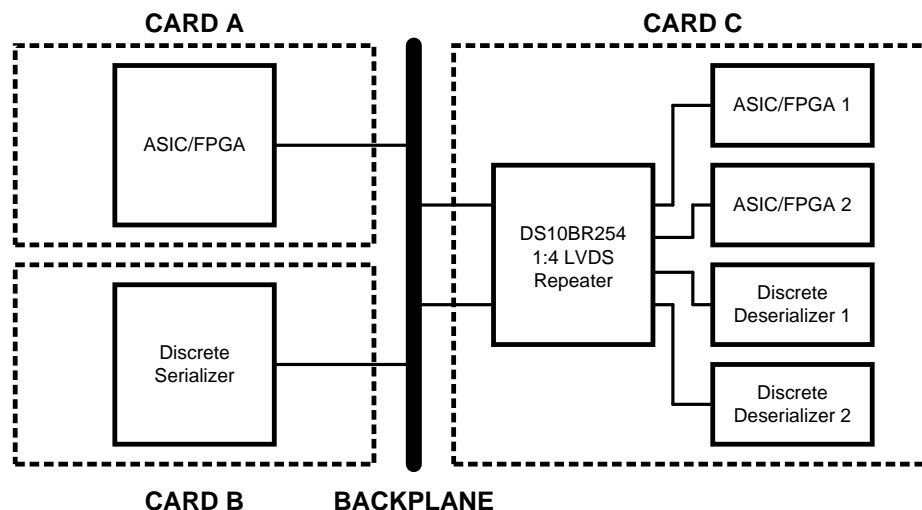 CARD A
CARD C
ASIC/FPGA
ASIC/FPGA 1
ASIC/FPGA 2
DS10BR254
1:4 LVDS
Repeater
Discrete
Serializer
Discrete
Deserializer 1
Discrete
Deserializer 2
CARD B
BACKPLANE